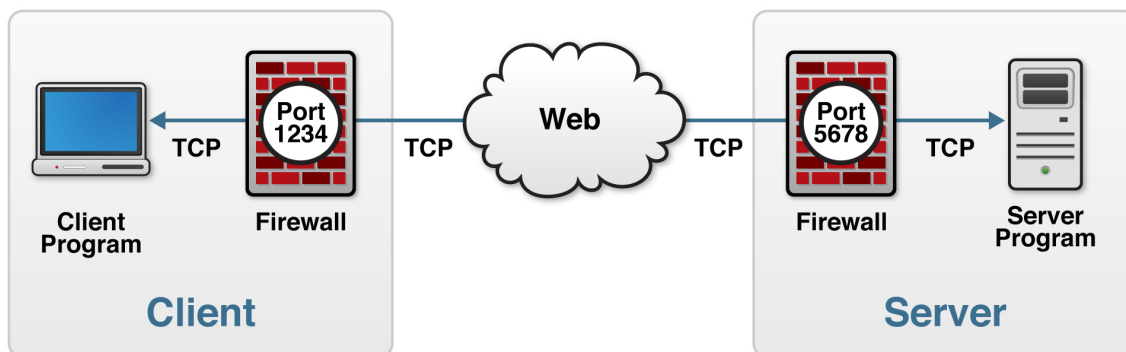 Port
1234
Web
Port
5678
TCP
TCP
TCP
TCP
Client
Program
Firewall
Firewall
Server
Program
Client
Server